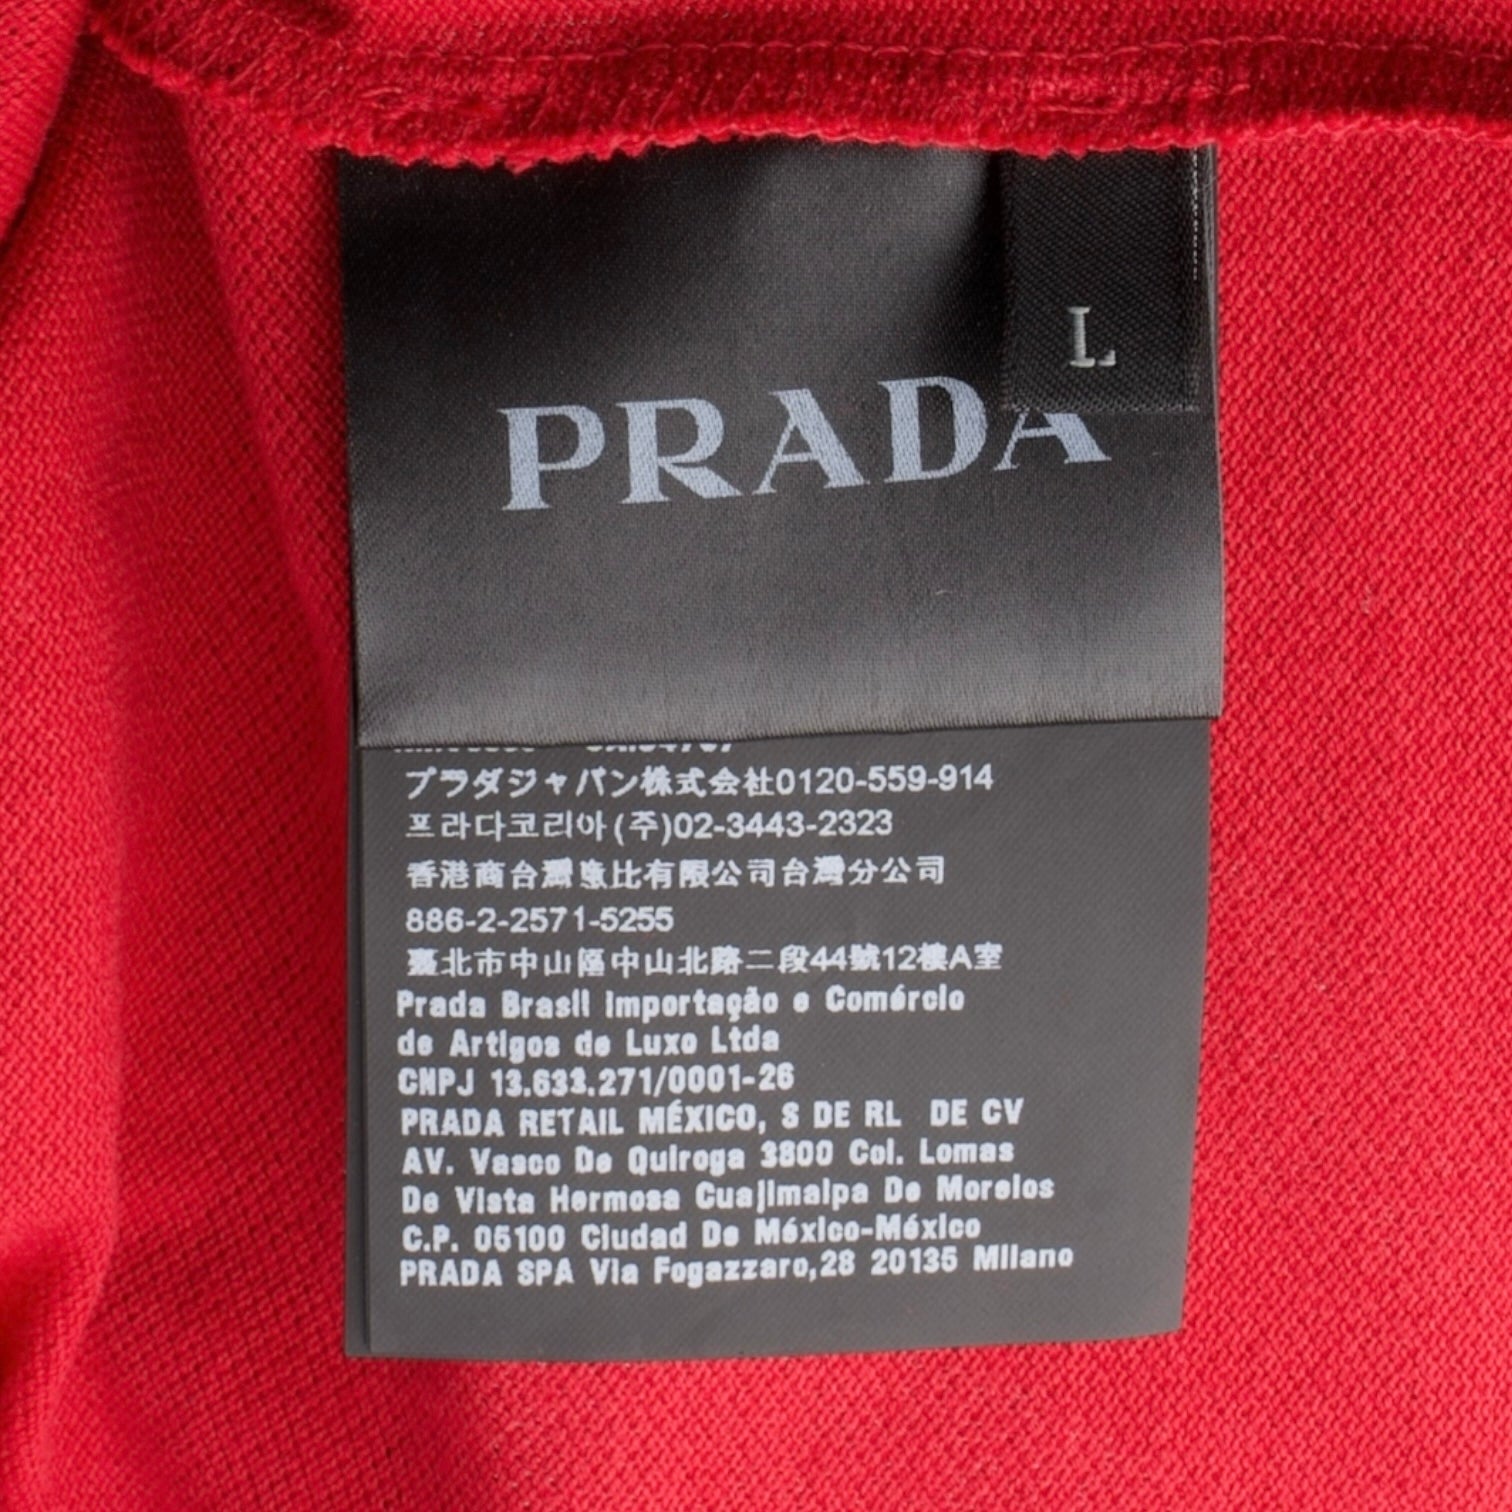 L
PRADA
プラダジャパン株式会社0120-559-914
프라다코리아(주)02-3443-2323
香港商台灣 比有限公司台灣分公司
886-2-2571-5255
臺北市中山區中山北路二段44號12樓A室
Prada Brasil Importação e Comércio
de Artigos de Luxo Ltda
CNPJ 13.633.271/0001-26
PRADA RETAIL MÉXICO, S DE RL DE CV
AV. Vasco De Quiroga 3800 Col. Lomas
De Vista Hermosa Cuajimalpa De Morelos
C.P. 05100 Ciudad De México-México
PRADA SPA Via Fogazzaro,28 20135 Milano